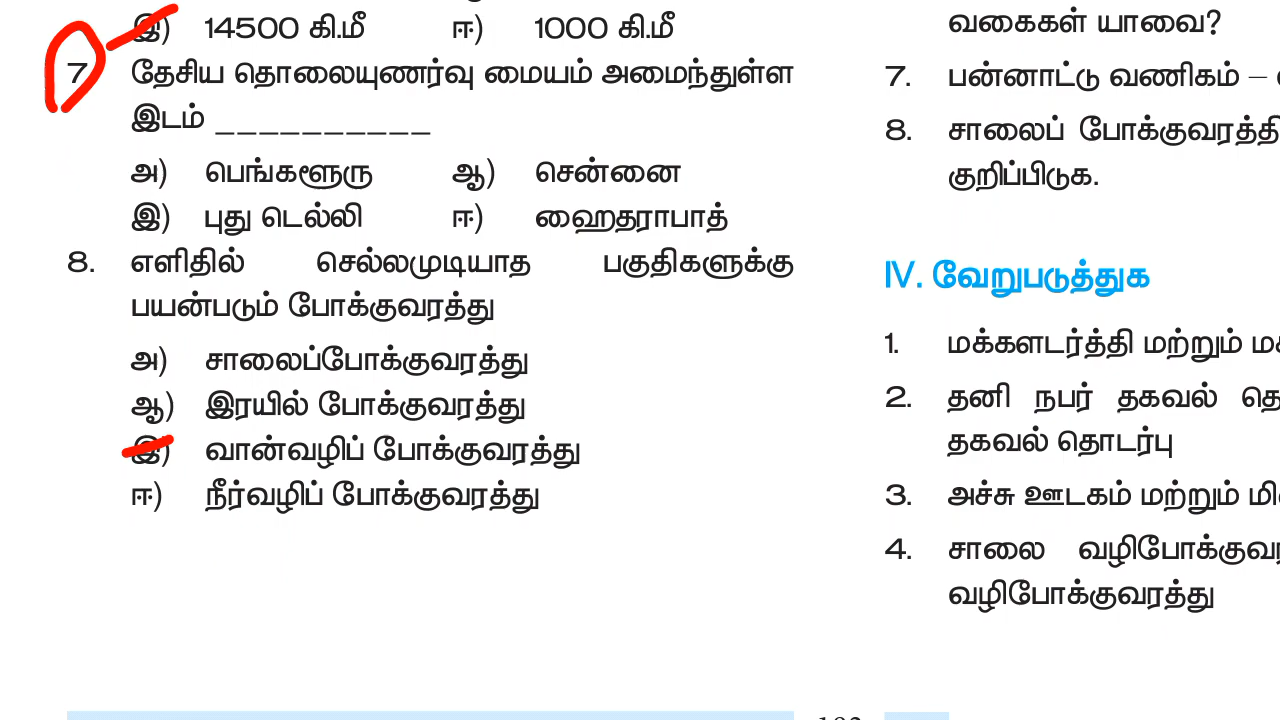 இ) 14500 கி.மீ ஈ) 1000 கி.மீ
7 தேசிய தொலையுணர்வு மையம் அமைந்துள்ள
இடம் __________
அ) பெங்களூரு ஆ) சென்னை
இ) புது டெல்லி ஈ) ஹைதராபாத்
8. எளிதில் செல்லமுடியாத பகுதிகளுக்கு
பயன்படும் போக்குவரத்து
அ) சாலைப்போக்குவரத்து
ஆ) இரயில் போக்குவரத்து
இ) வான்வழிப் போக்குவரத்து
ஈ) நீர்வழிப் போக்குவரத்து
வகைகள் யாவை?
7. பன்னாட்டு வணிகம் –
8. சாலைப் போக்குவரத்தி
குறிப்பிடுக.
IV. வேறுபடுத்துக
1. மக்களடர்த்தி மற்றும்
2. தனி நபர் தகவல்
தகவல் தொடர்பு
3. அச்சு ஊடகம் மற்றும்
4. சாலை
வழிபோக்குவரத்து